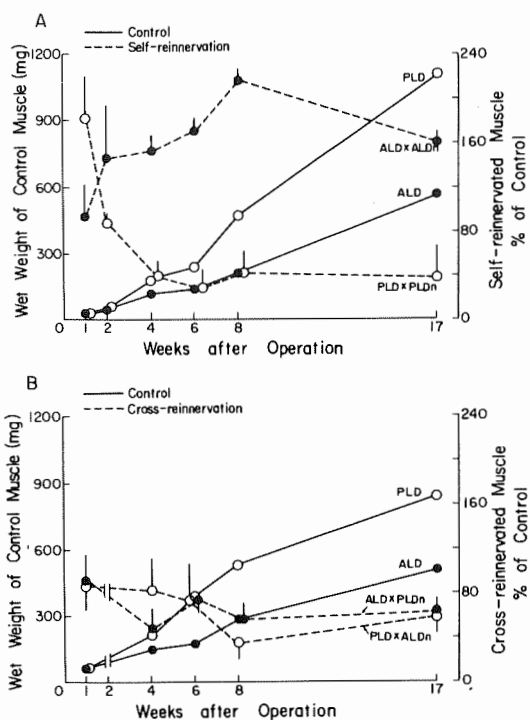 A
Control
Self-reinnervation
Wet Weight of Control Muscle (mg)
1200
900
600
300
0
1 2 4 6 8 17
Weeks after Operation
240
160
80
0
Self-reinnervated Muscle
% of Control
PLD
ALD×ALDn
ALD
PLD×PLDn
B
Control
Cross-reinnervation
Wet Weight of Control Muscle (mg)
1200
900
600
300
0
1 2 4 6 8 17
Weeks after Operation
240
160
80
0
Cross-reinnervated Muscle
% of Control
PLD
ALD
ALD×PLDn
PLD×ALDn